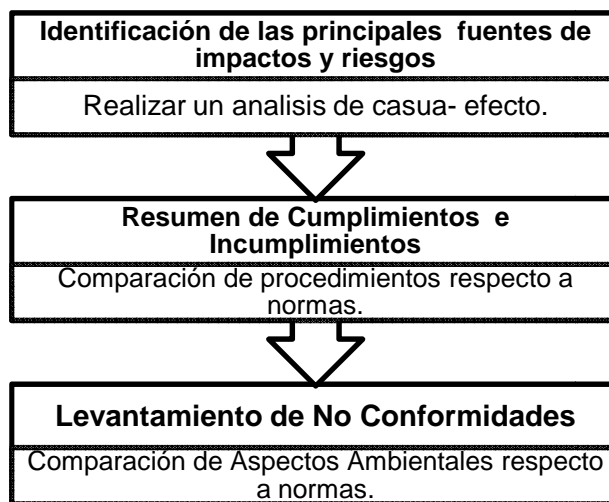 Identificación de las principales fuentes de
impactos y riesgos
Realizar un analisis de casua- efecto.
Resumen de Cumplimientos e
Incumplimientos
Comparación de procedimientos respecto a
normas.
Levantamiento de No Conformidades
Comparación de Aspectos Ambientales respecto
a normas.